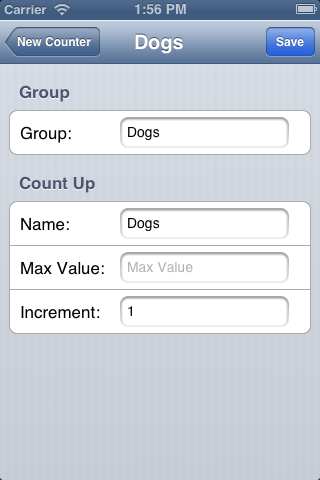 Carrier 1:56 PM
New Counter Dogs Save
Group
Group: Dogs
Count Up
Name: Dogs
Max Value: Max Value
Increment: 1